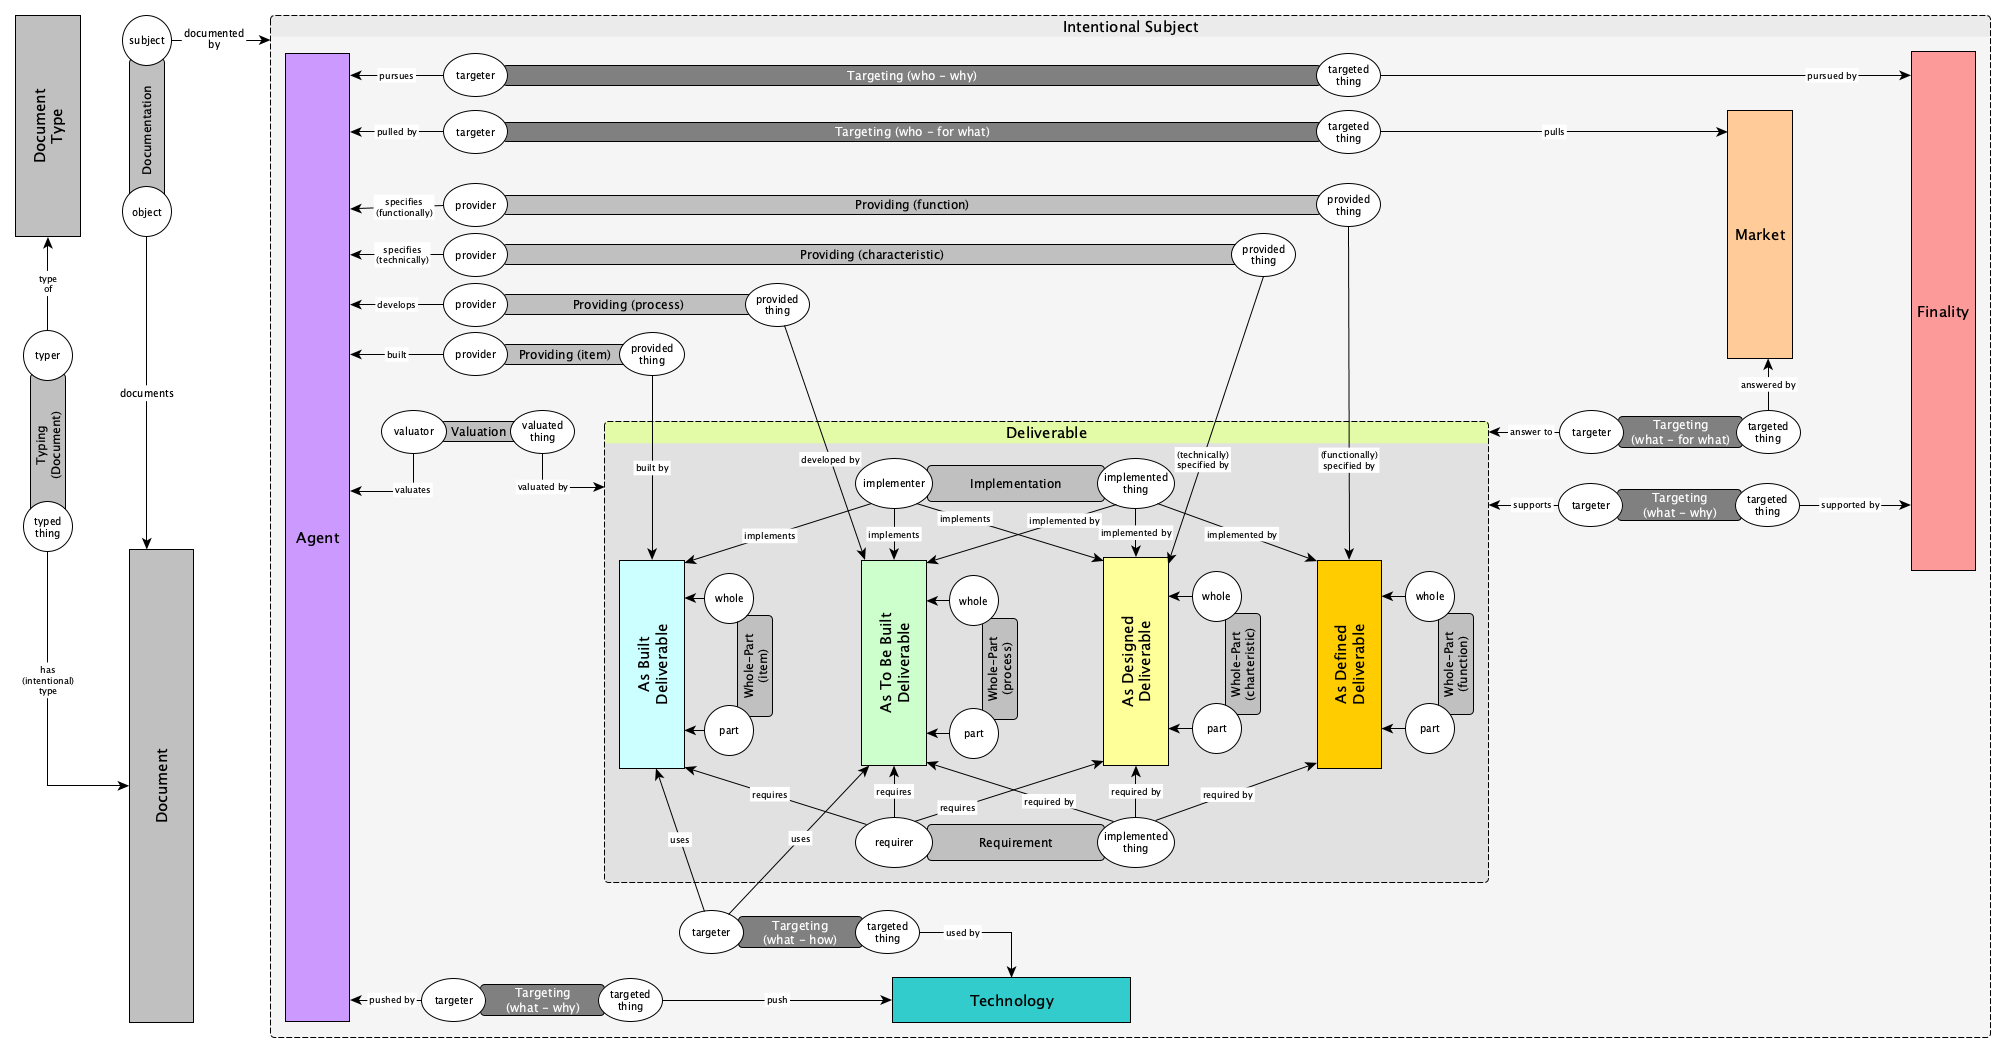 Intentional Subject
Document
Type
subject
documented
by
Documentation
object
type
of
typer
Typing
(Document)
typed
thing
has
(intentional)
type
documents
Document
Agent
pursues
targeter
Targeting (who - why)
targeted
thing
pursued by
pulled by
targeter
Targeting (who - for what)
targeted
thing
pulls
Market
Finality
specifies
(functionally)
provider
Providing (function)
provided
thing
specifies
(technically)
provider
Providing (characteristic)
provided
thing
develops
provider
Providing (process)
provided
thing
built
provider
Providing (item)
provided
thing
answered by
valuator
Valuation
valuated
thing
valuates
valuated by
answer to
targeter
Targeting
(what - for what)
targeted
thing
supports
targeter
Targeting
(what - why)
targeted
thing
supported by
Deliverable
built by
developed by
(technically)
specified by
(functionally)
specified by
implementer
Implementation
implemented
thing
implements
implements
implements
implemented by
implemented by
implemented by
As Built
Deliverable
whole
Whole-Part
(item)
part
As To Be Built
Deliverable
whole
Whole-Part
(process)
part
As Designed
Deliverable
whole
Whole-Part
(charteristic)
part
As Defined
Deliverable
whole
Whole-Part
(function)
part
requires
requires
requires
required by
required by
required by
requirer
Requirement
implemented
thing
uses
uses
targeter
Targeting
(what - how)
targeted
thing
used by
pushed by
targeter
Targeting
(what - why)
targeted
thing
push
Technology